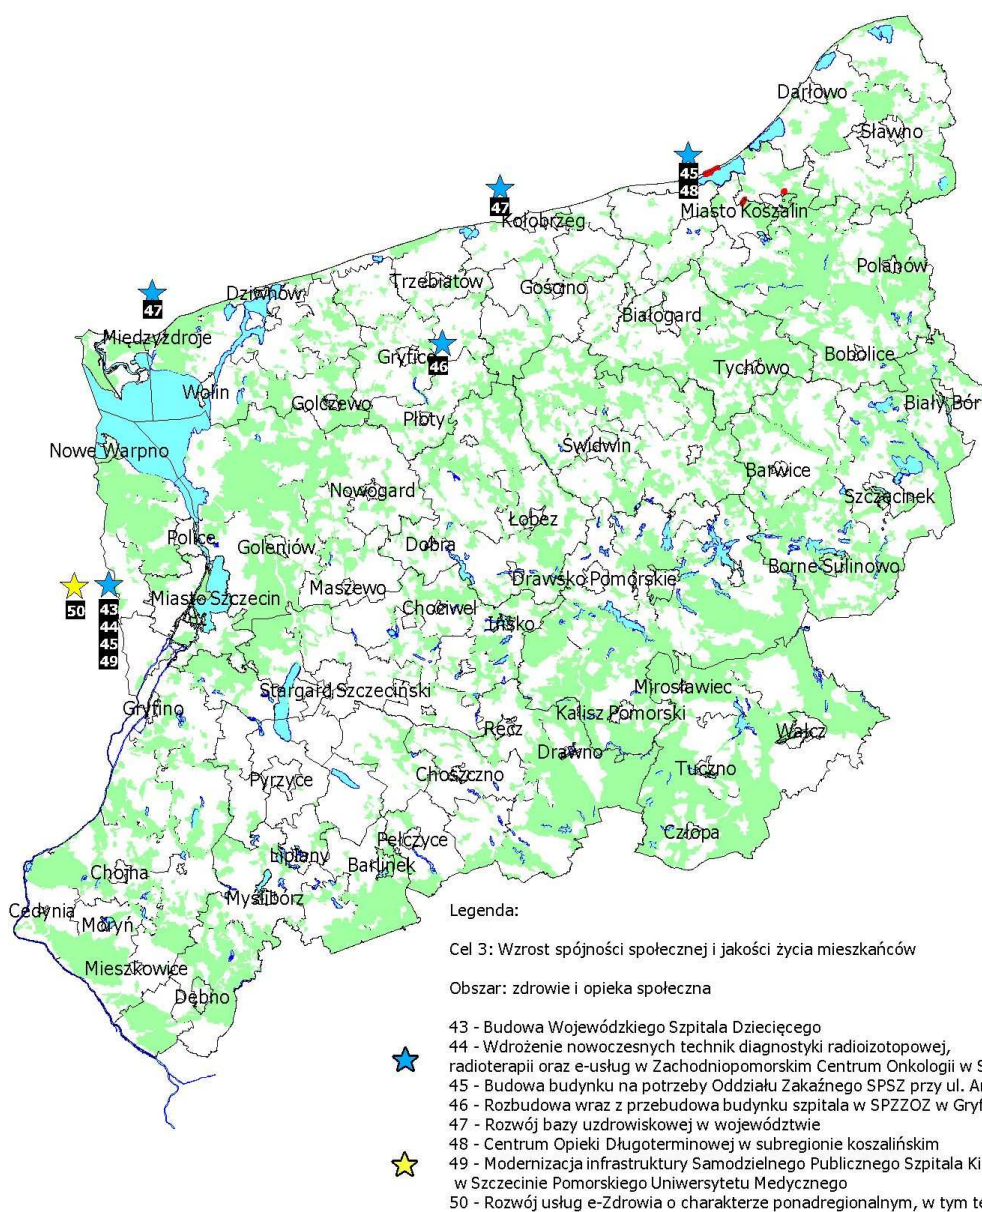 Darłowo
Sławno
45
48
47
Miasto Koszalin
Kołobrzeg
Polanów
Trzebiatów
Gościno
Dziwnów
47
Białogard
Międzyzdroje
Bobolice
Gryfice
46
Tychowo
Wolin
Golczewo
Biały Bór
Płoty
Nowe Warpno
Świdwin
Barwice
Nowogard
Szczecinek
Łobez
Police
Goleniów
Dobra
Borne Sulinowo
Maszewo
Drawsko Pomorskie
50
43
Miasto Szczecin
Chociwel
44
Ińsko
45
49
Stargard Szczeciński
Mirosławiec
Gryfino
Kalisz Pomorski
Recz
Wałcz
Drawno
Pyrzyce
Choszczno
Tuczno
Człopa
Pełczyce
Lipiany
Barlinek
Chojna
Myślibórz
Cedynia
Moryń
Mieszkowice
Dębno
Legenda:
Cel 3: Wzrost spójności społecznej i jakości życia mieszkańców
Obszar: zdrowie i opieka społeczna
43 - Budowa Wojewódzkiego Szpitala Dziecięcego
44 - Wdrożenie nowoczesnych technik diagnostyki radioizotopowej,
radioterapii oraz e-usług w Zachodniopomorskim Centrum Onkologii w S
45 - Budowa budynku na potrzeby Oddziału Zakaźnego SPSZ przy ul. Ar
46 - Rozbudowa wraz z przebudowa budynku szpitala w SPZZOZ w Gryf
47 - Rozwój bazy uzdrowiskowej w województwie
48 - Centrum Opieki Długoterminowej w subregionie koszalińskim
49 - Modernizacja infrastruktury Samodzielnego Publicznego Szpitala Kli
w Szczecinie Pomorskiego Uniwersytetu Medycznego
50 - Rozwój usług e-Zdrowia o charakterze ponadregionalnym, w tym te